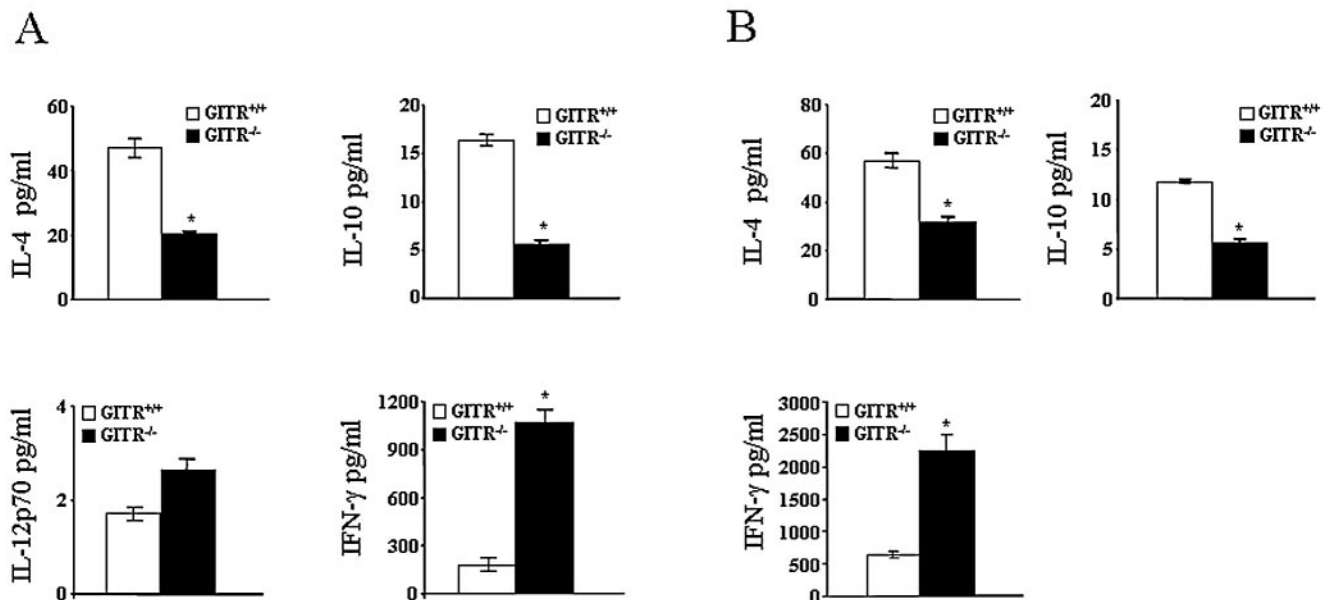 A
IL-4 pg/ml
60
40
20
0
GITR+/+
GITR-/-
*
IL-10 pg/ml
20
15
10
5
0
GITR+/+
GITR-/-
*
IL-12p70 pg/ml
4
2
0
GITR+/+
GITR-/-
IFN-γ pg/ml
1200
900
600
300
0
GITR+/+
GITR-/-
*
B
IL-4 pg/ml
80
60
40
20
0
GITR+/+
GITR-/-
*
IL-10 pg/ml
20
15
10
5
0
GITR+/+
GITR-/-
*
IFN-γ pg/ml
3000
2500
2000
1500
1000
500
0
GITR+/+
GITR-/-
*